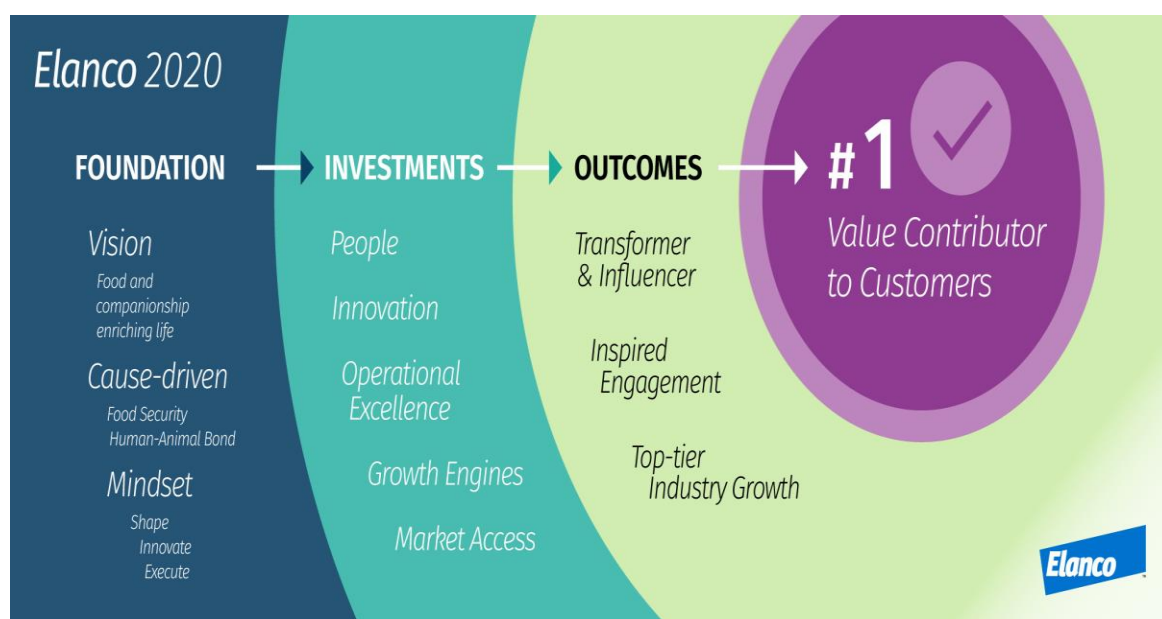 Elanco 2020
FOUNDATION
Vision
Food and
companionship
enriching life
Cause-driven
Food Security
Human-Animal Bond
Mindset
Shape
Innovate
Execute
INVESTMENTS
People
Innovation
Operational
Excellence
Growth Engines
Market Access
OUTCOMES
Transformer
& Influencer
Inspired
Engagement
Top-tier
Industry Growth
#1
Value Contributor
to Customers
Elanco™